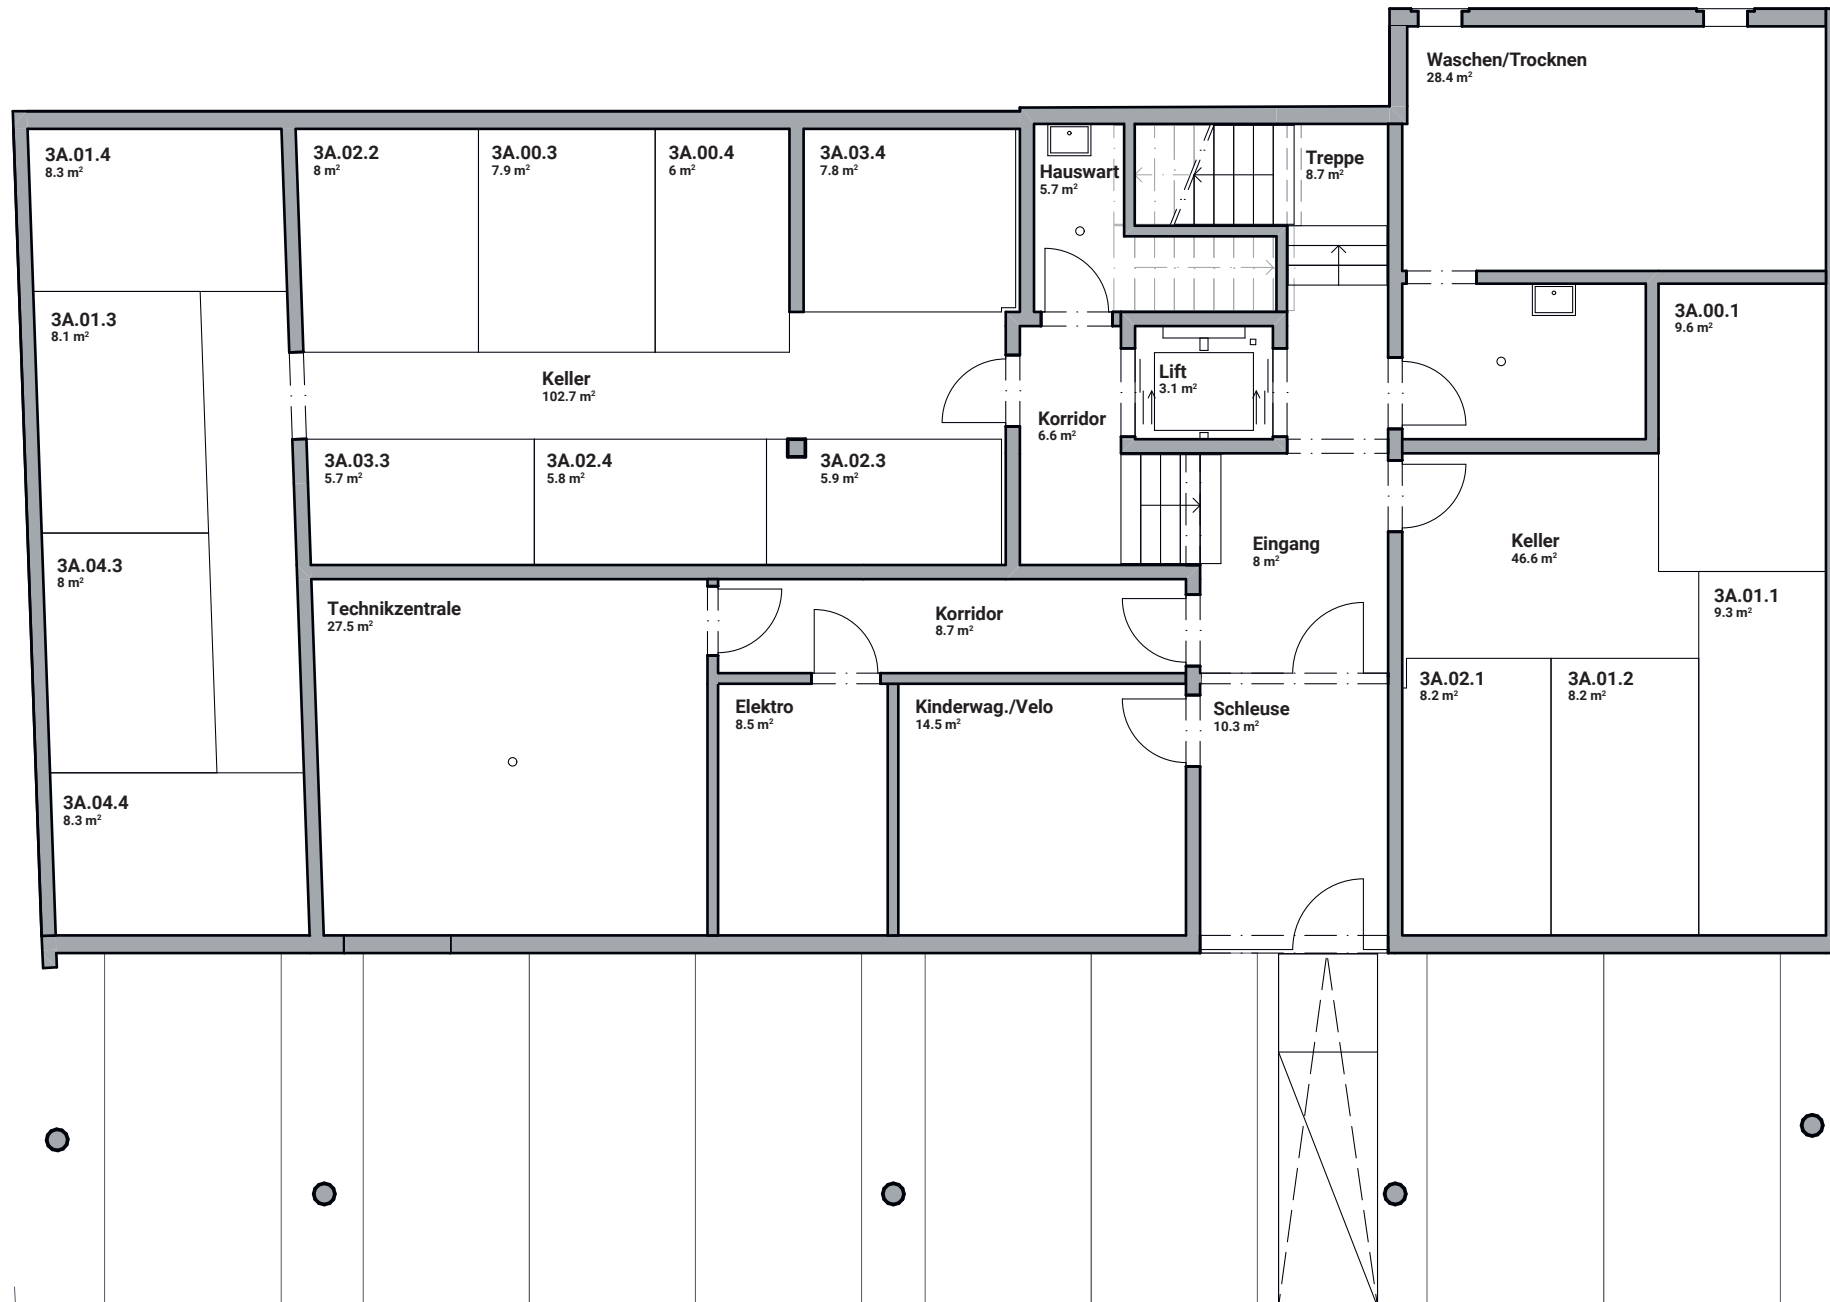 Waschen/Trocknen
28.4 m²
3A.01.4
8.3 m²
3A.02.2
8 m²
3A.00.3
7.9 m²
3A.00.4
6 m²
3A.03.4
7.8 m²
Hauswart
5.7 m²
Treppe
8.7 m²
3A.01.3
8.1 m²
3A.00.1
9.6 m²
Keller
102.7 m²
Lift
3.1 m²
Korridor
6.6 m²
3A.03.3
5.7 m²
3A.02.4
5.8 m²
3A.02.3
5.9 m²
Eingang
8 m²
Keller
46.6 m²
3A.04.3
8 m²
Technikzentrale
27.5 m²
Korridor
8.7 m²
3A.01.1
9.3 m²
Elektro
8.5 m²
Kinderwag./Velo
14.5 m²
Schleuse
10.3 m²
3A.02.1
8.2 m²
3A.01.2
8.2 m²
3A.04.4
8.3 m²